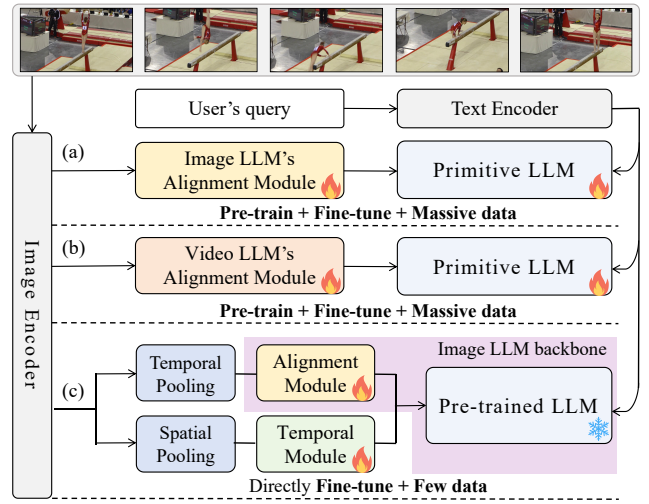 User's query
Text Encoder
Image Encoder
(a)
Image LLM's
Alignment Module
Primitive LLM
Pre-train + Fine-tune + Massive data
(b)
Video LLM's
Alignment Module
Primitive LLM
Pre-train + Fine-tune + Massive data
(c)
Image LLM backbone
Temporal
Pooling
Alignment
Module
Pre-trained LLM
Spatial
Pooling
Temporal
Module
Directly Fine-tune + Few data